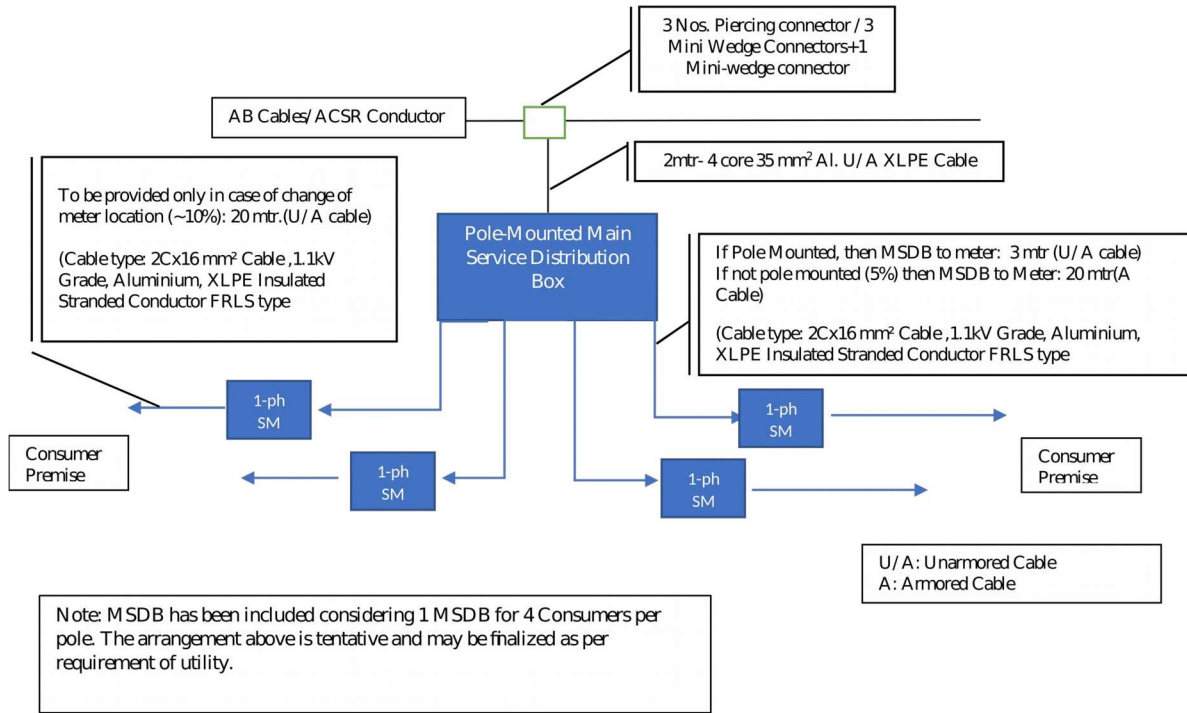 3 Nos. Piercing connector / 3
Mini Wedge Connectors+1
Mini-wedge connector
AB Cables/ ACSR Conductor
2mtr- 4 core 35 mm² Al. U/A XLPE Cable
To be provided only in case of change of
meter location (~10%): 20 mtr.(U/A cable)
(Cable type: 2Cx16 mm² Cable ,1.1kV
Grade, Aluminium, XLPE Insulated
Stranded Conductor FRLS type
Pole-Mounted Main
Service Distribution
Box
If Pole Mounted, then MSDB to meter: 3 mtr (U/A cable)
If not pole mounted (5%) then MSDB to Meter: 20 mtr(A
Cable)
(Cable type: 2Cx16 mm² Cable ,1.1kV Grade, Aluminium,
XLPE Insulated Stranded Conductor FRLS type
1-ph
SM
1-ph
SM
Consumer
Premise
1-ph
SM
1-ph
SM
Consumer
Premise
U/A: Unarmored Cable
A: Armored Cable
Note: MSDB has been included considering 1 MSDB for 4 Consumers per
pole. The arrangement above is tentative and may be finalized as per
requirement of utility.